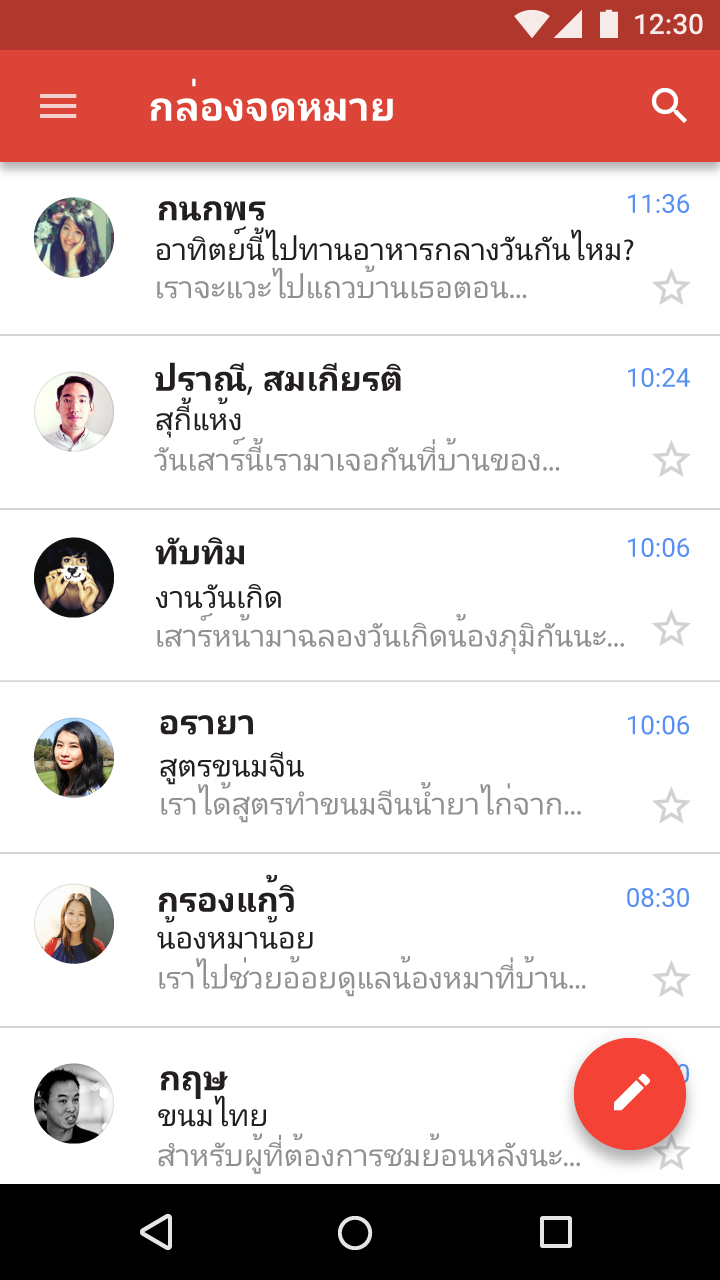 12:30
กล่องจดหมาย
กนกพร 11:36
อาทิตย์นี้ไปทานอาหารกลางวันกันไหม?
เราจะแวะไปแถวบ้านเธอตอน...
ปราณี, สมเกียรติ 10:24
สุกี้แห้ง
วันเสาร์นี้เรามาเจอกันที่บ้านของ...
ทับทิม 10:06
งานวันเกิด
เสาร์หน้ามาฉลองวันเกิดน้องภูมิกันนะ...
อรายา 10:06
สูตรขนมจีน
เราได้สูตรทำขนมจีนน้ำยาไก่จาก...
กรองแก้วิ 08:30
น้องหมาน้อย
เราไปช่วยอ้อยดูแลน้องหมาที่บ้าน...
กฤษ
ขนมไทย
สำหรับผู้ที่ต้องการชมย้อนหลังนะ...